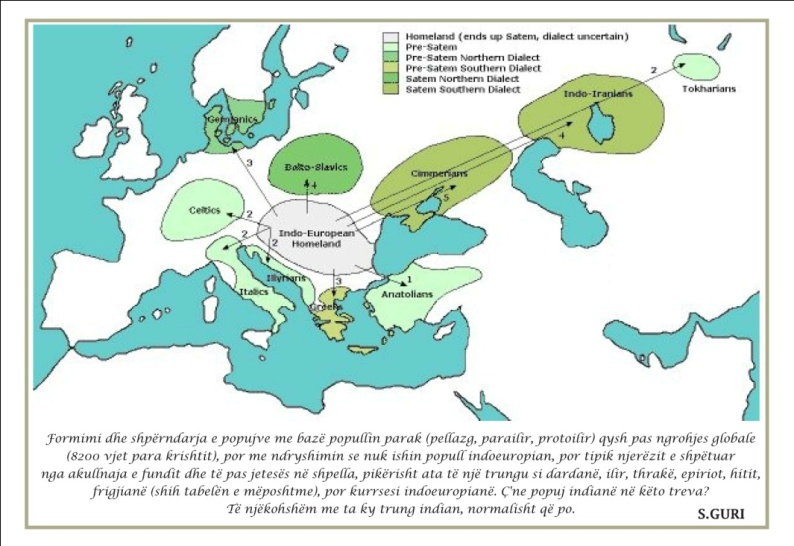 Homeland (ends up Satem, dialect uncertain)
Pre-Satem
Pre-Satem Northern Dialect
Pre-Satem Southern Dialect
Satem Northern Dialect
Satem Southern Dialect
2
Tokharians
Indo-Iranians
4
Germanics
3
Balto-Slavics
4
Cimmerians
5
Celtics
2
Indo-European
Homeland
2
2
Illyrians
Italics
3
Greeks
1
Anatolians
Formimi dhe shpërndarja e popujve me bazë popullin parak (pellazg, parailir, protoilir) qysh pas ngrohjes globale
(8200 vjet para krishtit), por me ndryshimin se nuk ishin popull indoeuropian, por tipik njerëzit e shpëtuar
nga akullnaja e fundit dhe të pas jetesës në shpella, pikërisht ata të një trungu si dardanë, ilir, thrakë, epiriot, hitit,
frigjianë (shih tabelën e mëposhtme), por kurrsesi indoeuropianë. Ç'ne popuj indianë në këto treva?
Të njëkohshëm me ta ky trung indian, normalisht që po.
S.GURI